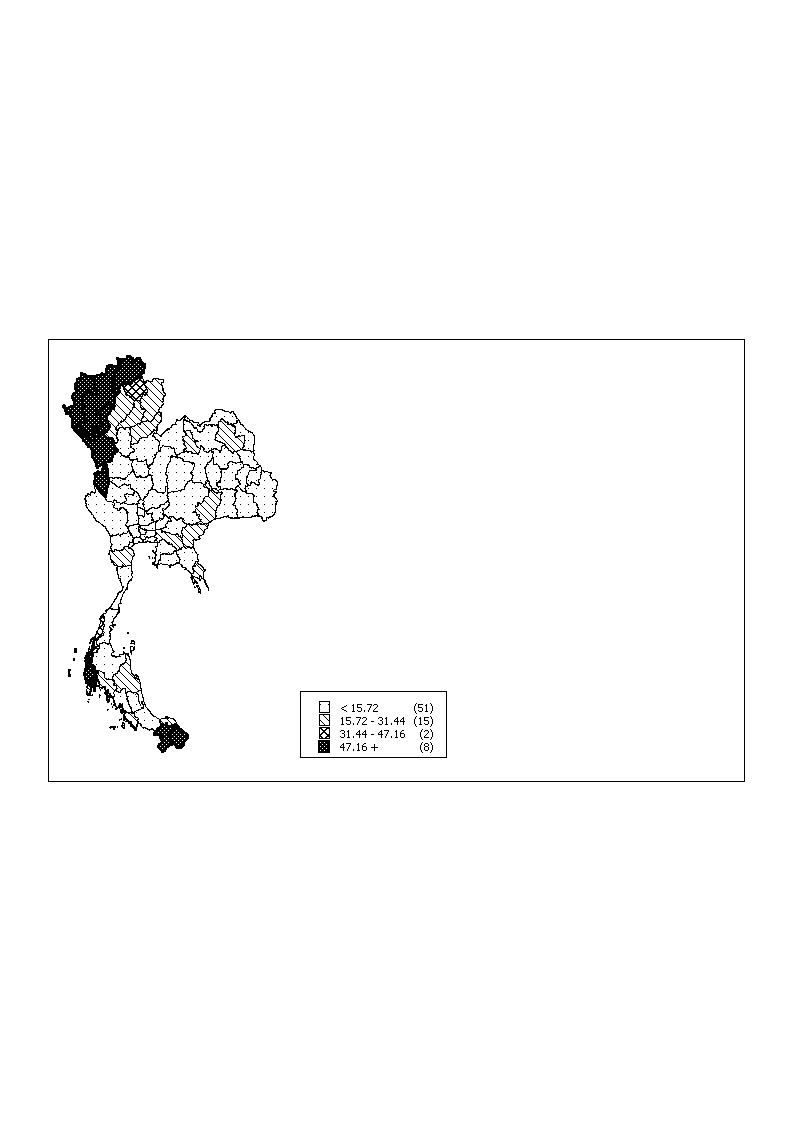 < 15.72 (51)
15.72 - 31.44 (15)
31.44 - 47.16 (2)
47.16 + (8)